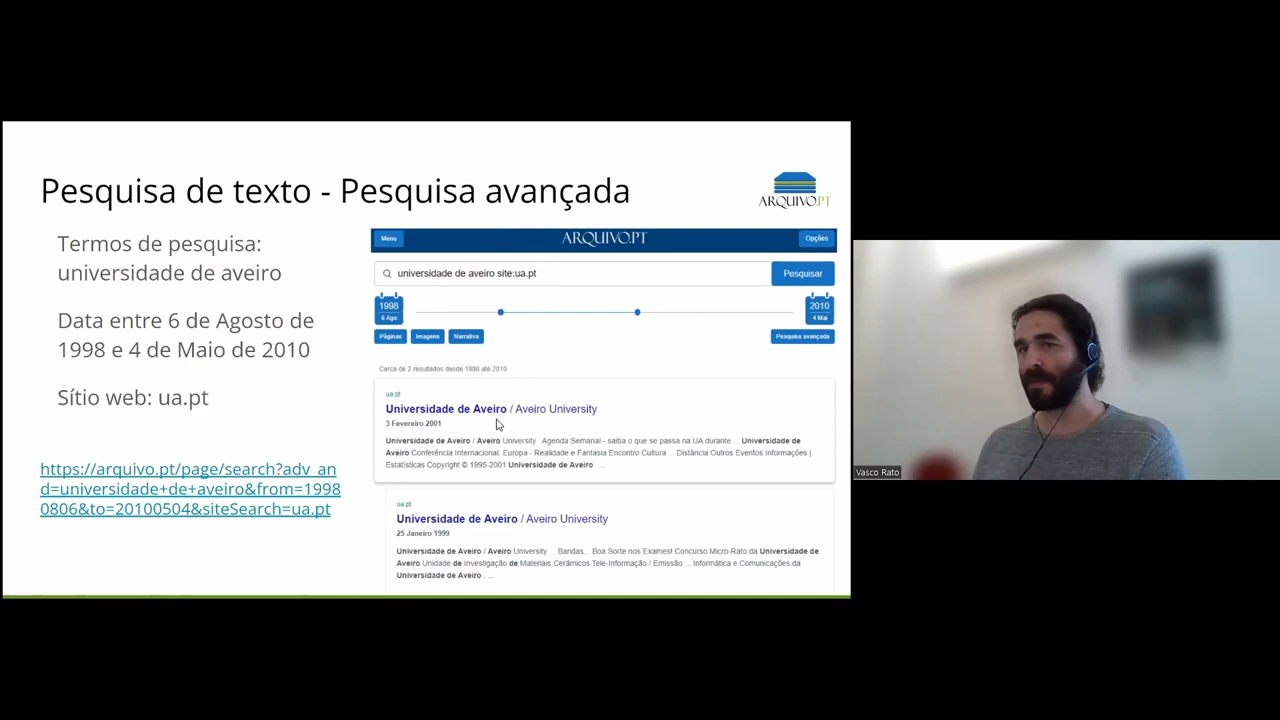 Pesquisa de texto - Pesquisa avançada
ARQUIVO.PT
Termos de pesquisa:
universidade de aveiro
Data entre 6 de Agosto de
1998 e 4 de Maio de 2010
Sítio web: ua.pt
https://arquivo.pt/page/search?adv_an
d=universidade+de+aveiro&from=1998
0806&to=20100504&siteSearch=ua.pt
Menu
ARQUIVO.PT
Opções
universidade de aveiro site:ua.pt
Pesquisar
1998
6 Ago
2010
4 Mai
Páginas
Imagens
Narrativa
Pesquisa avançada
Cerca de 2 resultados desde 1998 até 2010
ua.pt
Universidade de Aveiro / Aveiro University
3 Fevereiro 2001
Universidade de Aveiro / Aveiro University Agenda Semanal - saiba o que se passa na UA durante ... Universidade de
Aveiro Conferência Internacional: Europa - Realidade e Fantasia Encontro Cultura ... Distância Outros Eventos Informações |
Estatísticas Copyright © 1995-2001 Universidade de Aveiro ...
ua.pt
Universidade de Aveiro / Aveiro University
25 Janeiro 1999
Universidade de Aveiro / Aveiro University Bandas... Boa Sorte nos Exames! Concurso Micro-Rato da Universidade de
Aveiro Unidade de Investigação de Materiais Cerâmicos Tele-Informação / Emissão ... Informática e Comunicações da
Universidade de Aveiro . ...
Vasco Rato